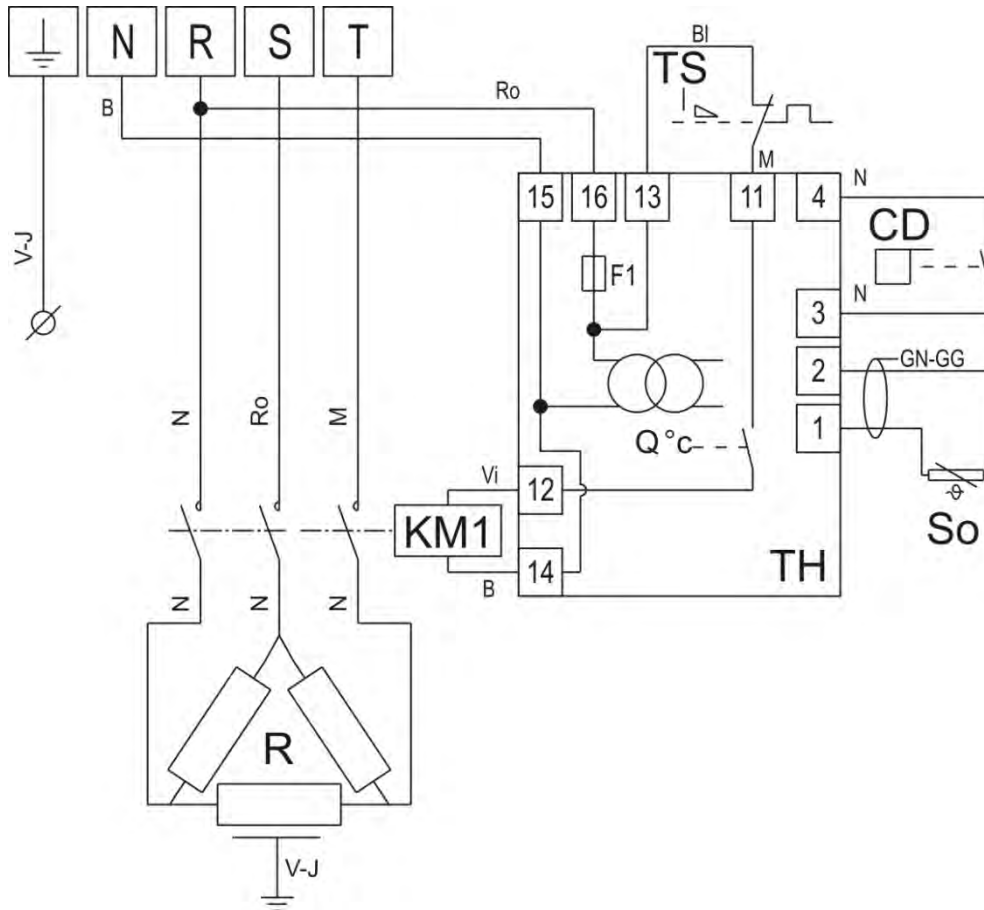 N R S T
Bl
TS
B
Ro
M
15 16 13 11 4
N
CD
F1
3
N
V-J
2
GN-GG
1
N
Ro
M
Q °c
Vi
12
KM1
So
14
TH
B
N
N
N
R
V-J